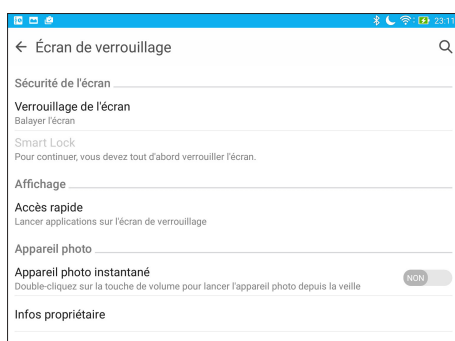 23:11
Écran de verrouillage
Sécurité de l'écran
Verrouillage de l'écran
Balayer l'écran
Smart Lock
Pour continuer, vous devez tout d'abord verrouiller l'écran.
Affichage
Accès rapide
Lancer applications sur l'écran de verrouillage
Appareil photo
Appareil photo instantané
Double-cliquez sur la touche de volume pour lancer l'appareil photo depuis la veille
NON
Infos propriétaire